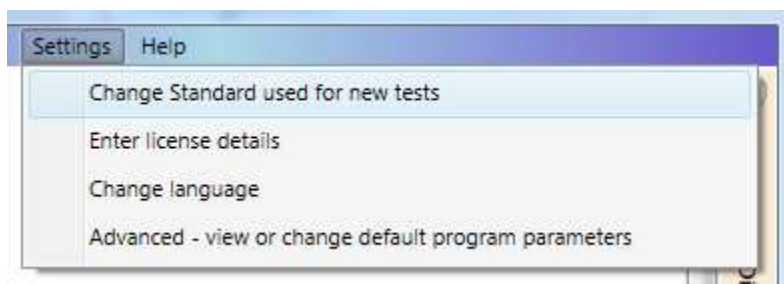 Settings Help
Change Standard used for new tests
Enter license details
Change language
Advanced - view or change default program parameters